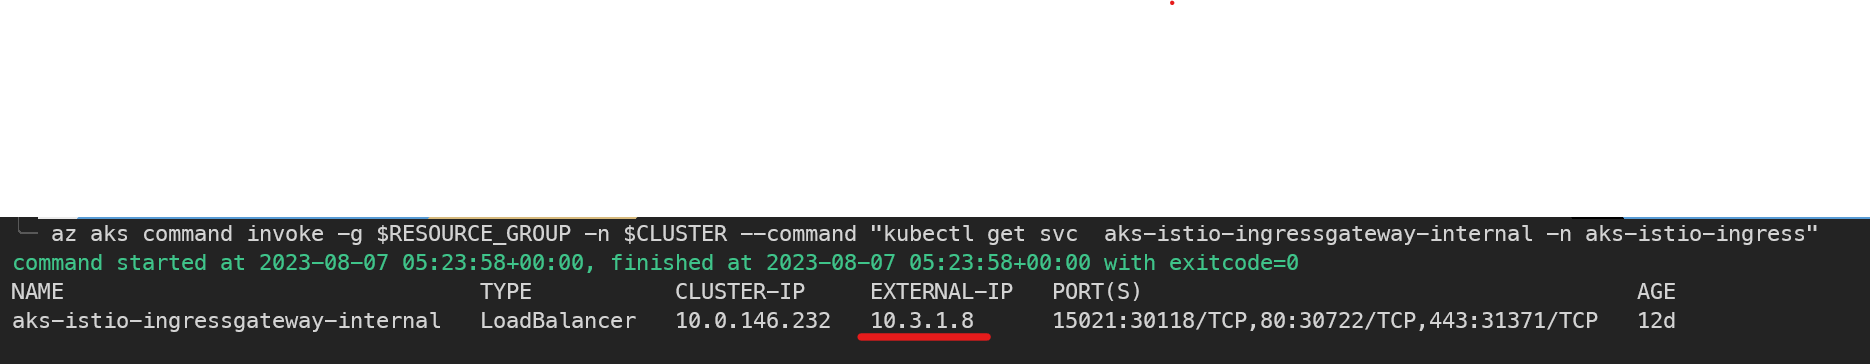 az aks command invoke -g $RESOURCE_GROUP -n $CLUSTER --command "kubectl get svc  aks-istio-ingressgateway-internal -n aks-istio-ingress"
command started at 2023-08-07 05:23:58+00:00, finished at 2023-08-07 05:23:58+00:00 with exitcode=0
NAME                                TYPE           CLUSTER-IP     EXTERNAL-IP   PORT(S)                                      AGE
aks-istio-ingressgateway-internal   LoadBalancer   10.0.146.232   10.3.1.8      15021:30118/TCP,80:30722/TCP,443:31371/TCP   12d